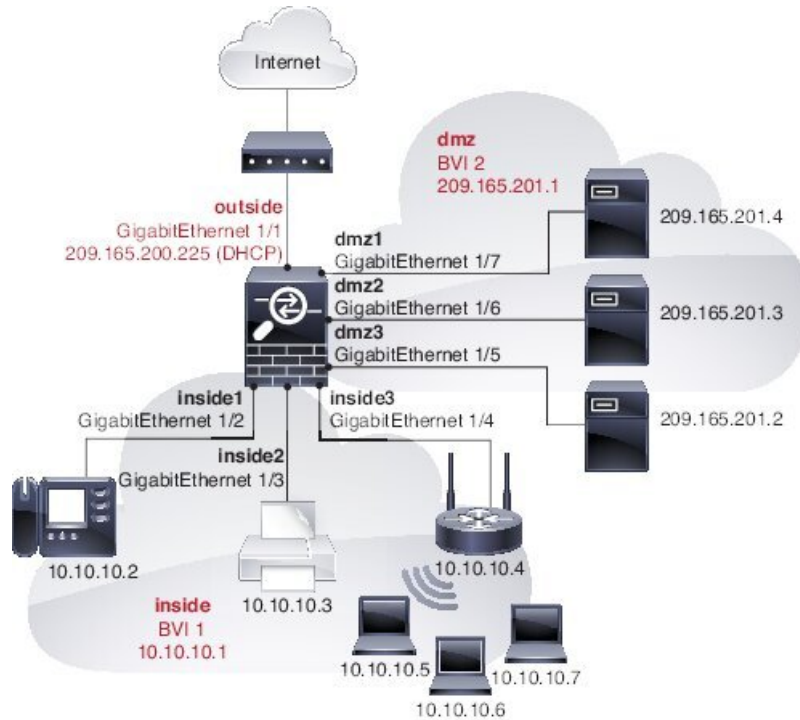 Internet
outside
GigabitEthernet 1/1
209.165.200.225 (DHCP)
dmz
BVI 2
209.165.201.1
dmz1
GigabitEthernet 1/7
209.165.201.4
dmz2
GigabitEthernet 1/6
209.165.201.3
dmz3
GigabitEthernet 1/5
209.165.201.2
inside1
GigabitEthernet 1/2
inside2
GigabitEthernet 1/3
inside3
GigabitEthernet 1/4
10.10.10.2
10.10.10.3
10.10.10.4
inside
BVI 1
10.10.10.1
10.10.10.5
10.10.10.6
10.10.10.7